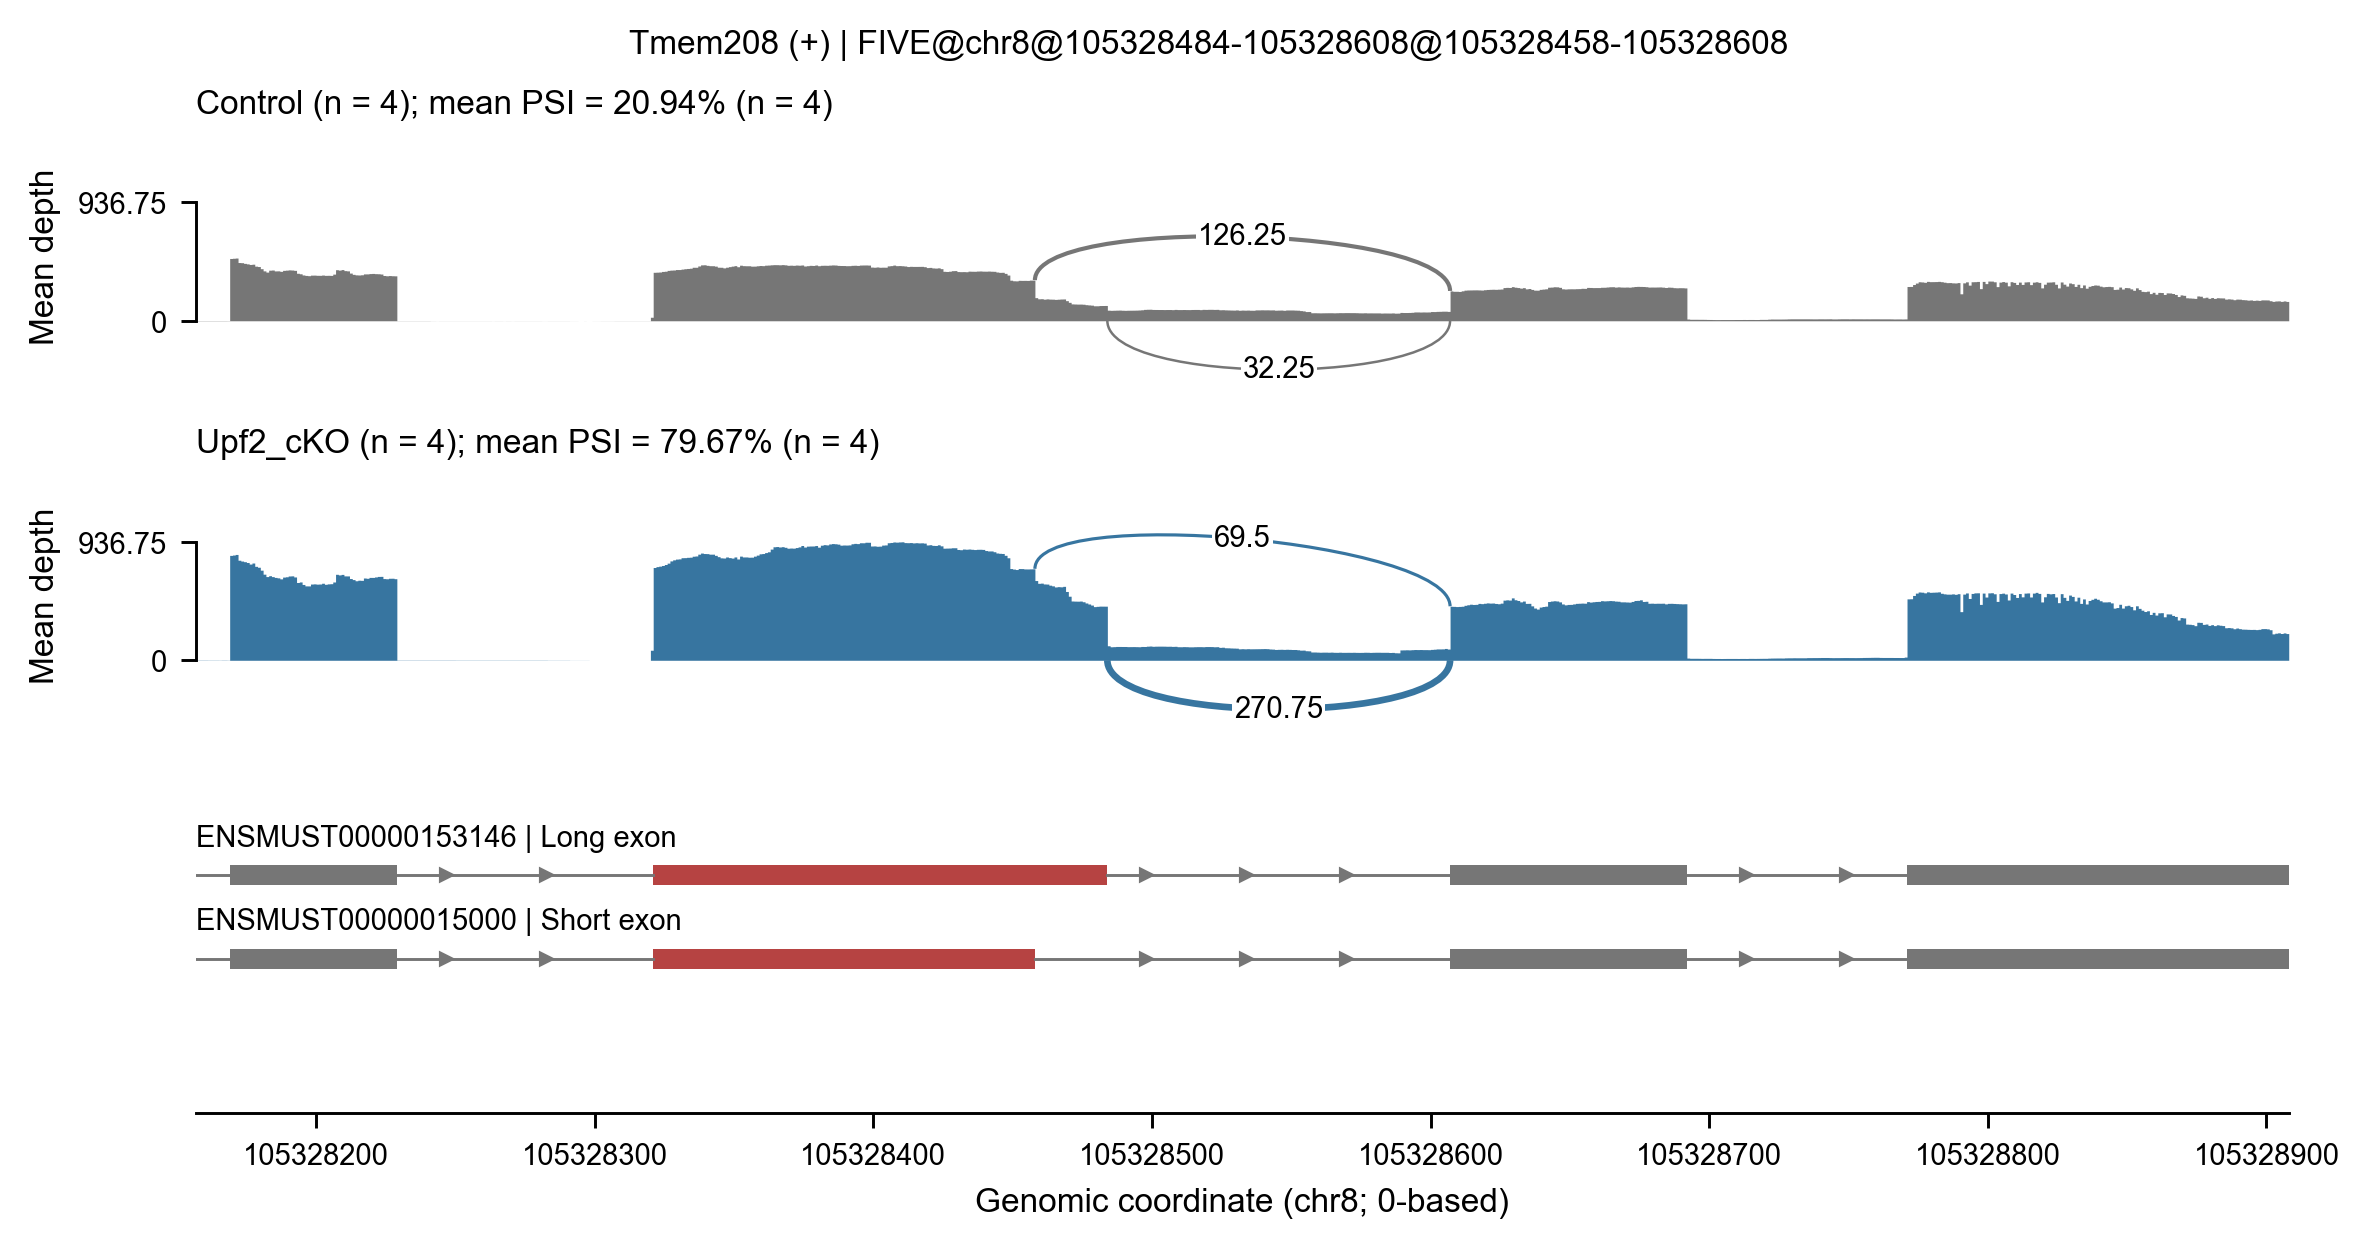 Tmem208 (+) | FIVE@chr8@105328484-105328608@105328458-105328608
Control (n = 4); mean PSI = 20.94% (n = 4)
Mean depth
936.75
0
126.25
32.25
Upf2_cKO (n = 4); mean PSI = 79.67% (n = 4)
Mean depth
936.75
0
69.5
270.75
ENSMUST00000153146 | Long exon
ENSMUST00000015000 | Short exon
105328200 105328300 105328400 105328500 105328600 105328700 105328800 105328900
Genomic coordinate (chr8; 0-based)